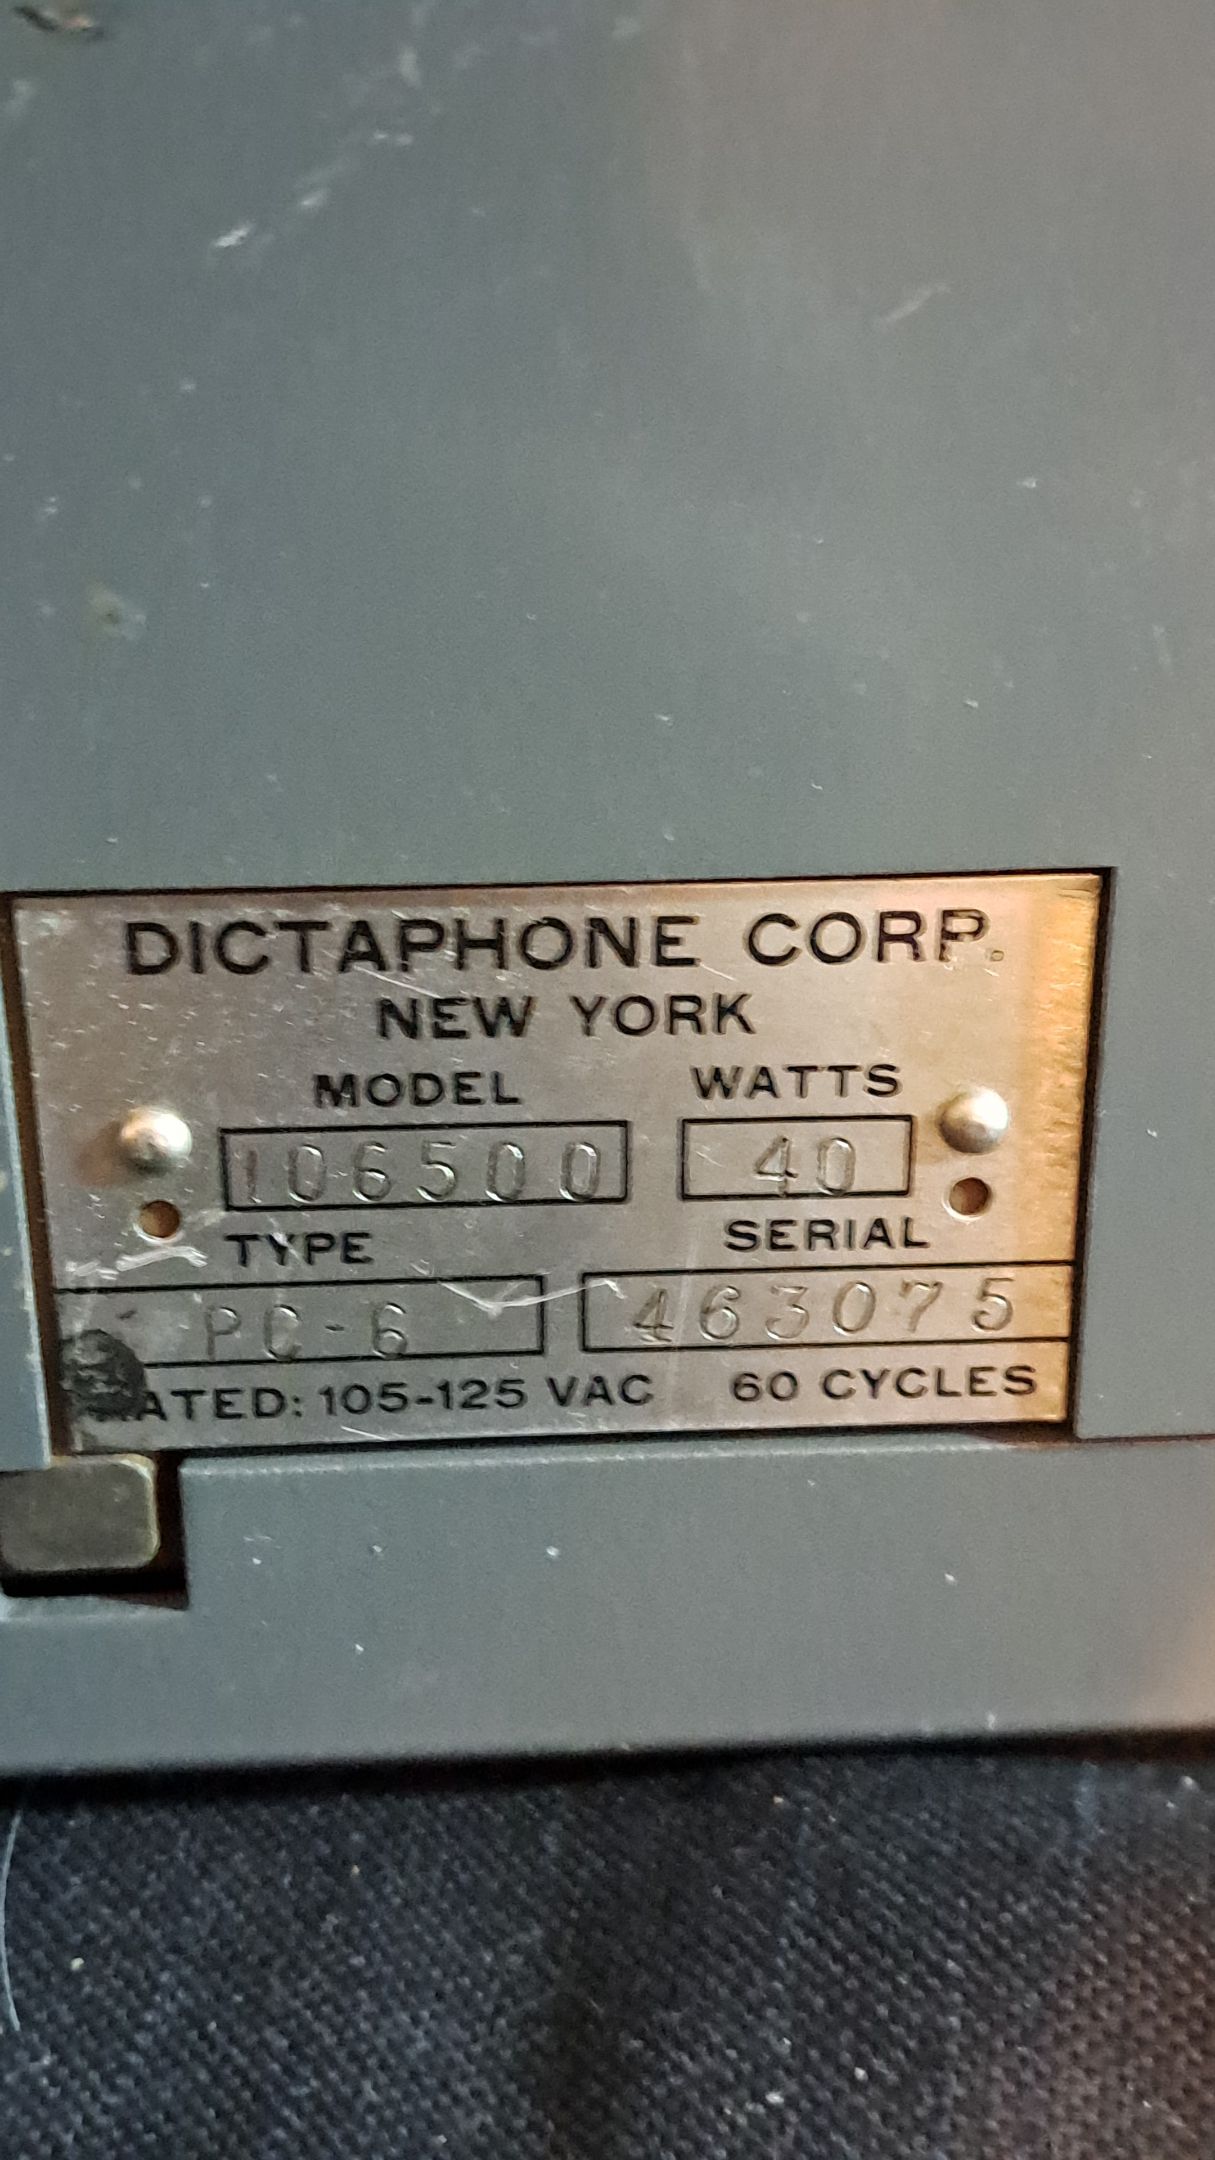 DICTAPHONE CORP.
NEW YORK
MODEL WATTS
106500 40
TYPE SERIAL
PC-6 463075
RATED: 105-125 VAC 60 CYCLES